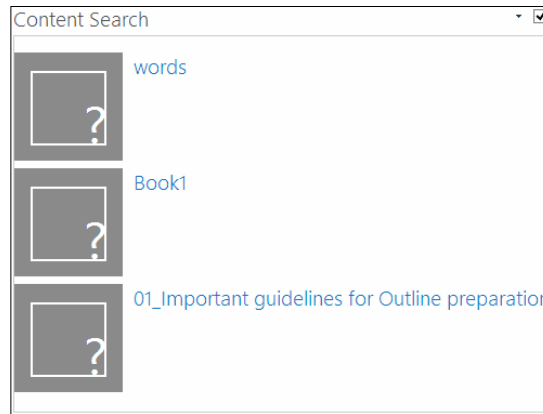 Content Search
?
words
?
Book1
?
01_Important guidelines for Outline preparation